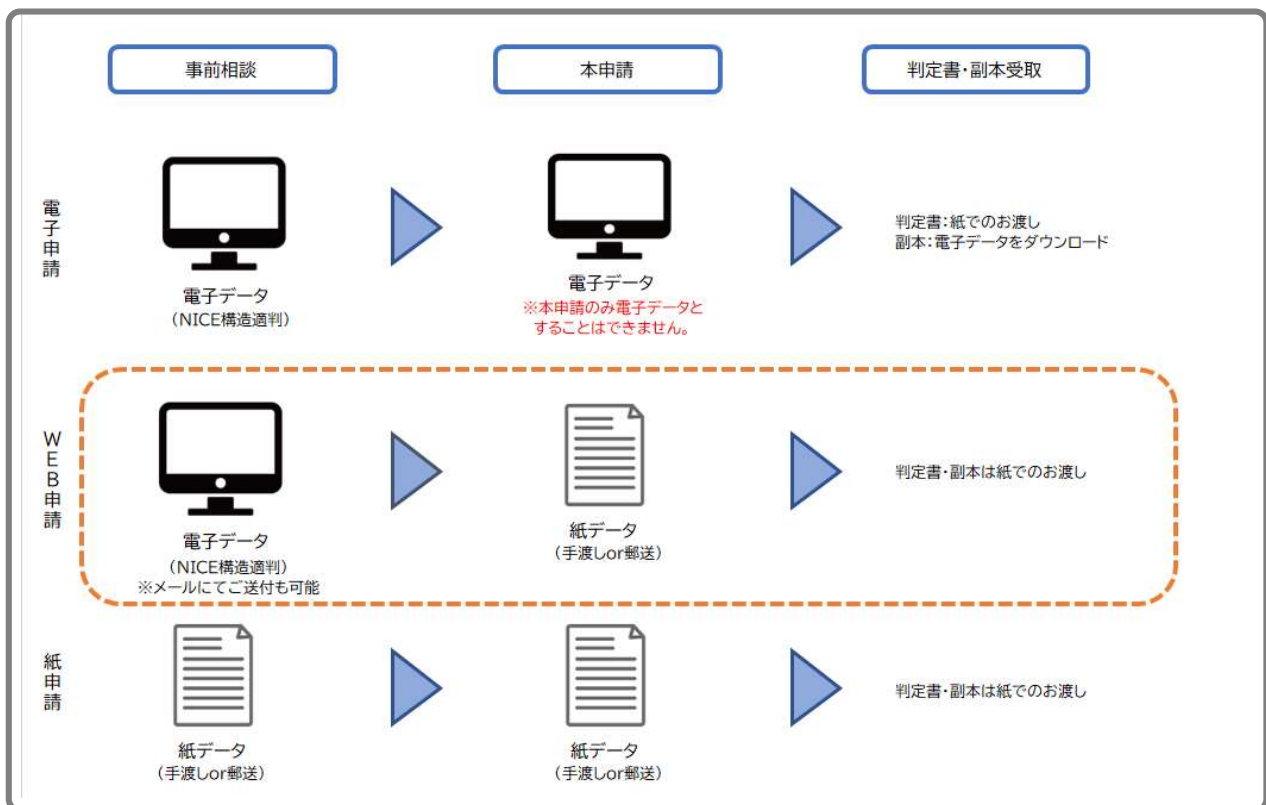 事前相談
本申請
判定書・副本受取
電子申請
電子データ
（NICE構造適判）
電子データ
※本申請のみ電子データと
することはできません。
判定書：紙でのお渡し
副本：電子データをダウンロード
WEB申請
電子データ
（NICE構造適判）
※メールにてご送付も可能
紙データ
（手渡しor郵送）
判定書・副本は紙でのお渡し
紙申請
紙データ
（手渡しor郵送）
紙データ
（手渡しor郵送）
判定書・副本は紙でのお渡し